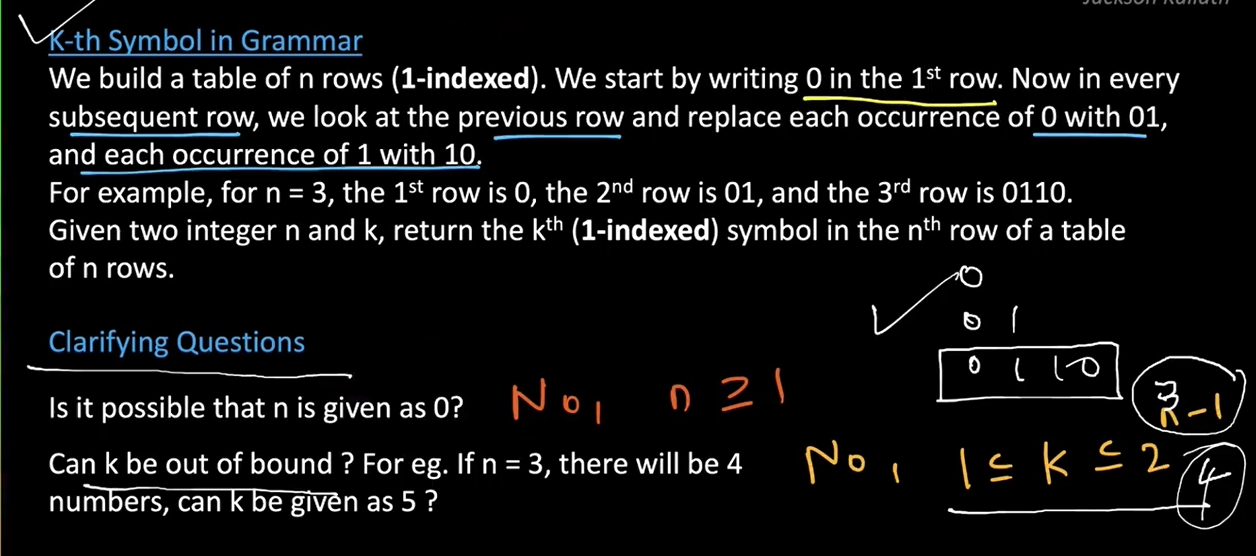 K-th Symbol in Grammar
We build a table of n rows (1-indexed). We start by writing 0 in the 1st row. Now in every
subsequent row, we look at the previous row and replace each occurrence of 0 with 01,
and each occurrence of 1 with 10.
For example, for n = 3, the 1st row is 0, the 2nd row is 01, and the 3rd row is 0110.
Given two integer n and k, return the kth (1-indexed) symbol in the nth row of a table
of n rows.
0
0 1
0 1 1 0
Clarifying Questions
Is it possible that n is given as 0? No, n ≥ 1
Can k be out of bound ? For eg. If n = 3, there will be 4
numbers, can k be given as 5 ?
3
n-1
No, 1 ≤ k ≤ 2
4